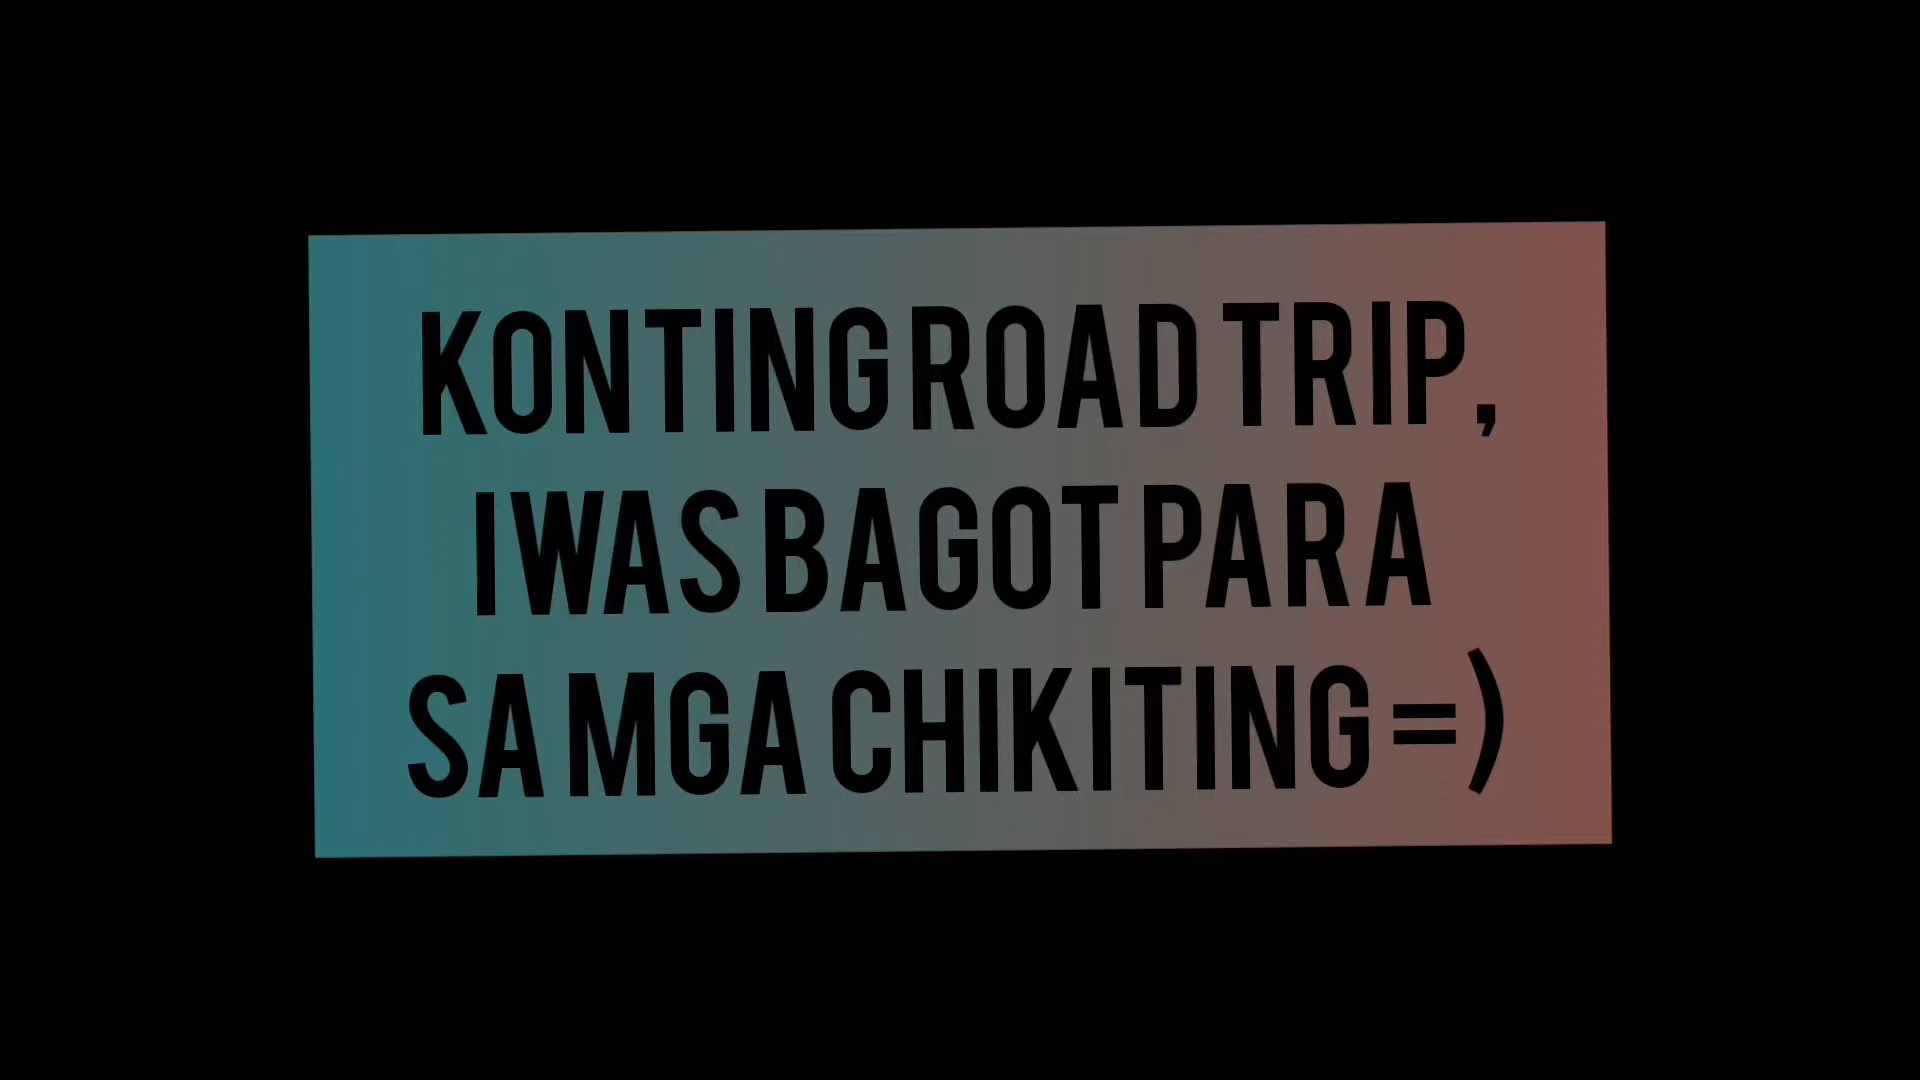 KONTING ROAD TRIP,
IWAS BAGOT PARA
SA MGA CHIKITING =)